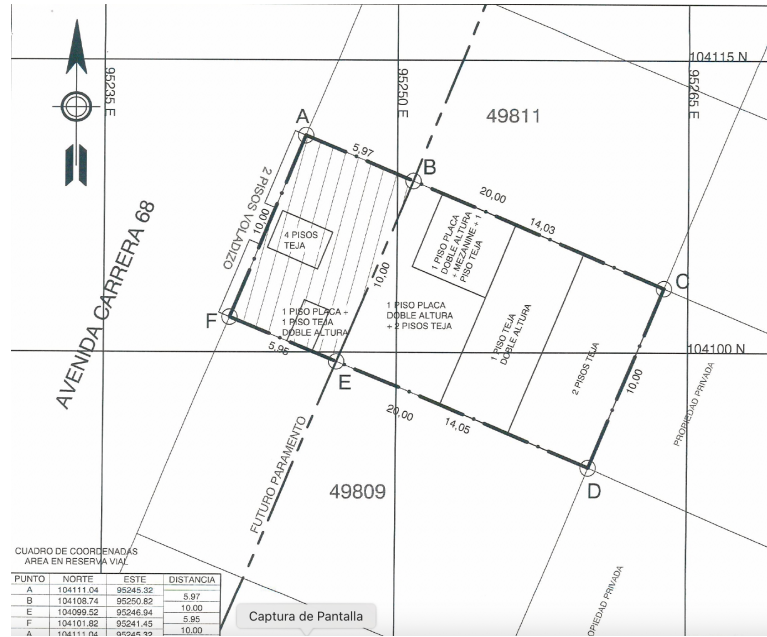 104115 N
95235 E
95250 E
95265 E
49811
A
5,97
B
20,00
14,03
2 PISOS VOLADIZO
10,00
4 PISOS
TEJA
1 PISO PLACA
DOBLE ALTURA
+ MEZANINE + 1
PISO TEJA
AVENIDA CARRERA 68
10,00
C
F
1 PISO PLACA +
1 PISO TEJA
DOBLE ALTURA
1 PISO PLACA
DOBLE ALTURA
+ 2 PISOS TEJA
1 PISO TEJA
DOBLE ALTURA
2 PISOS TEJA
104100 N
5,95
E
10,00
PROPIEDAD PRIVADA
20,00
14,05
D
FUTURO PARAMENTO
49809
CUADRO DE COORDENADAS
AREA EN RESERVA VIAL
PUNTO NORTE ESTE DISTANCIA
A 104111.04 95245.32
5.97
B 104108.74 95250.82
10.00
E 104099.52 95246.94
5.95
F 104101.82 95241.45
10.00
A 104111.04 95245.32
PROPIEDAD PRIVADA
Captura de Pantalla